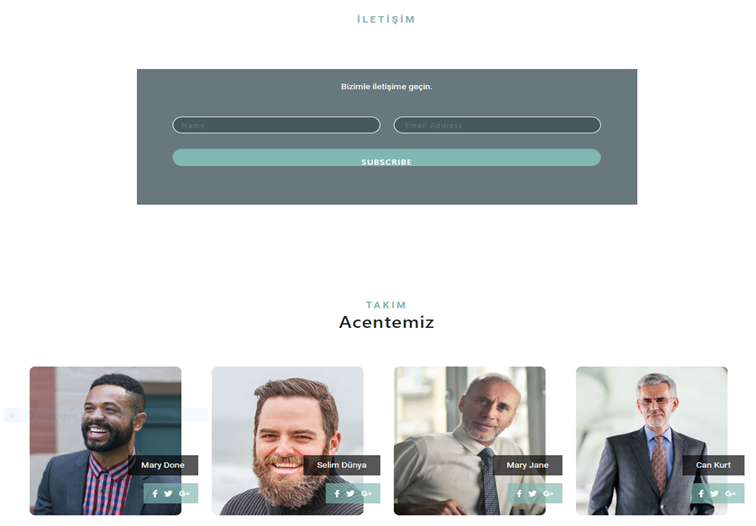 İLETİŞİM
Bizimle iletişime geçin.
Name
Email Address
SUBSCRIBE
TAKIM
Acentemiz
Mary Done
Selim Dünya
Mary Jane
Can Kurt